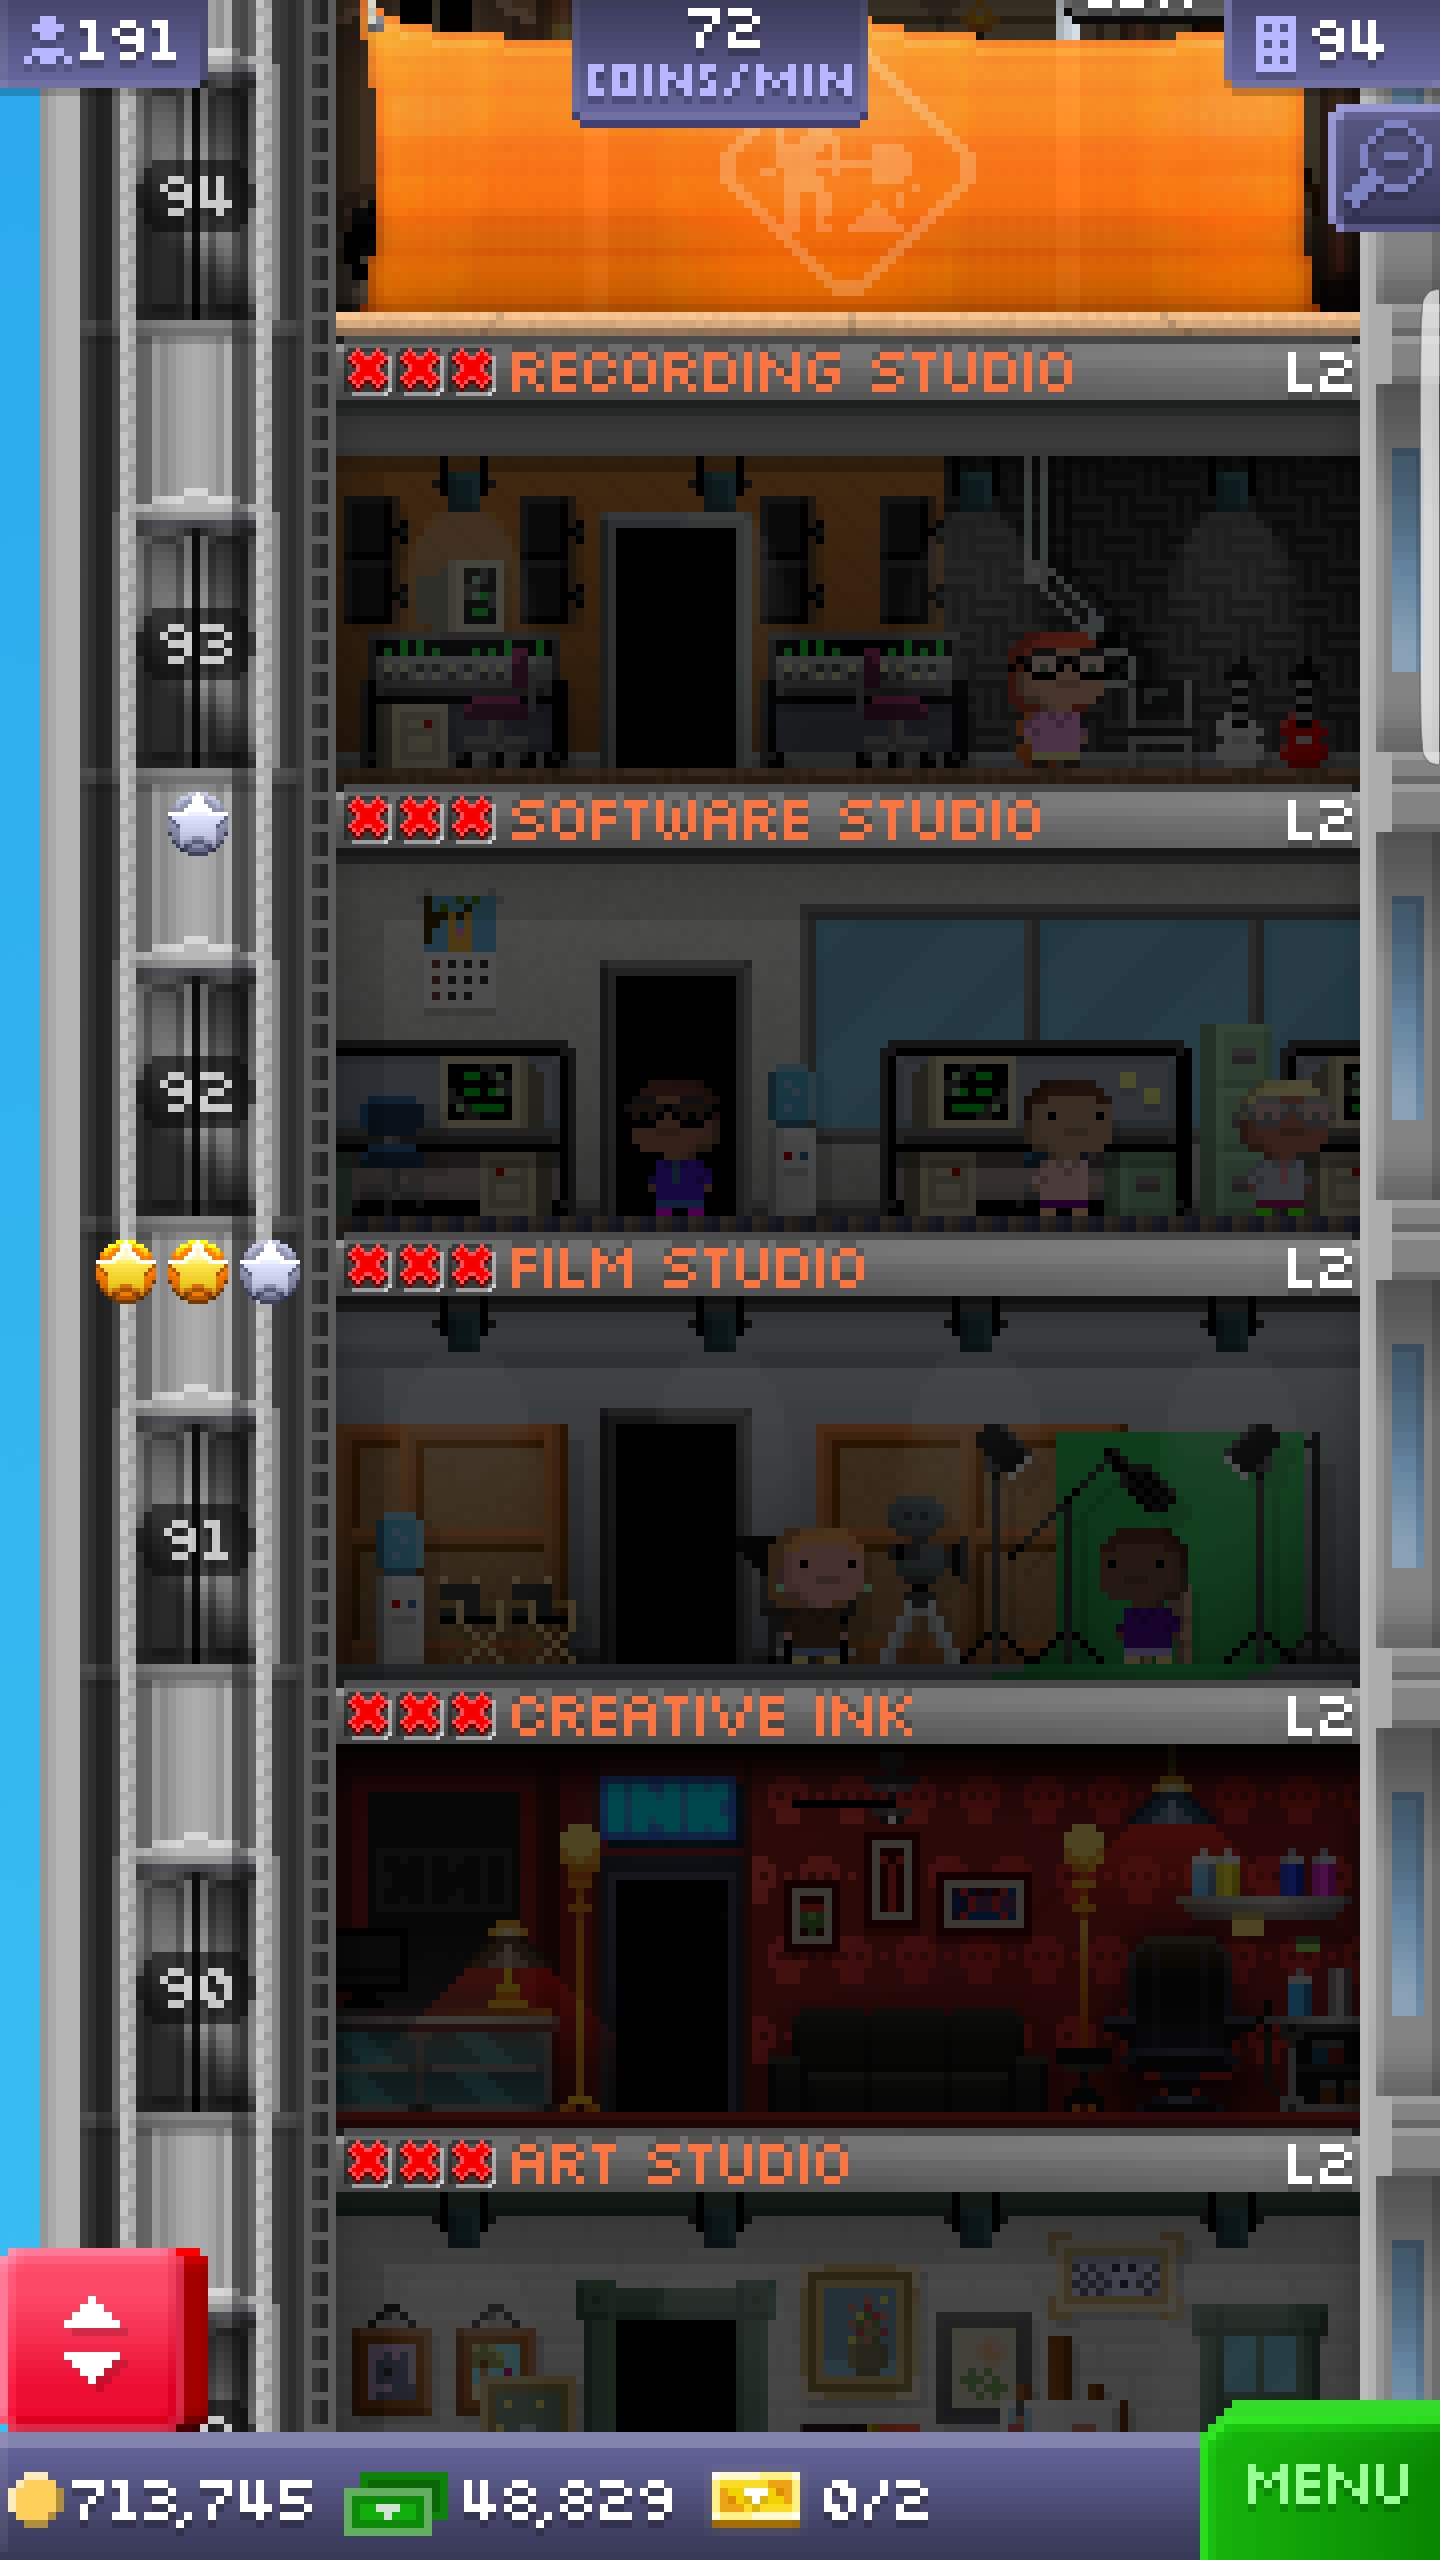 191
72
COINS/MIN
94
94
RECORDING STUDIO L2
93
SOFTWARE STUDIO L2
92
FILM STUDIO L2
91
CREATIVE INK L2
INK
90
ART STUDIO L2
713,745 48,829 0/2
MENU